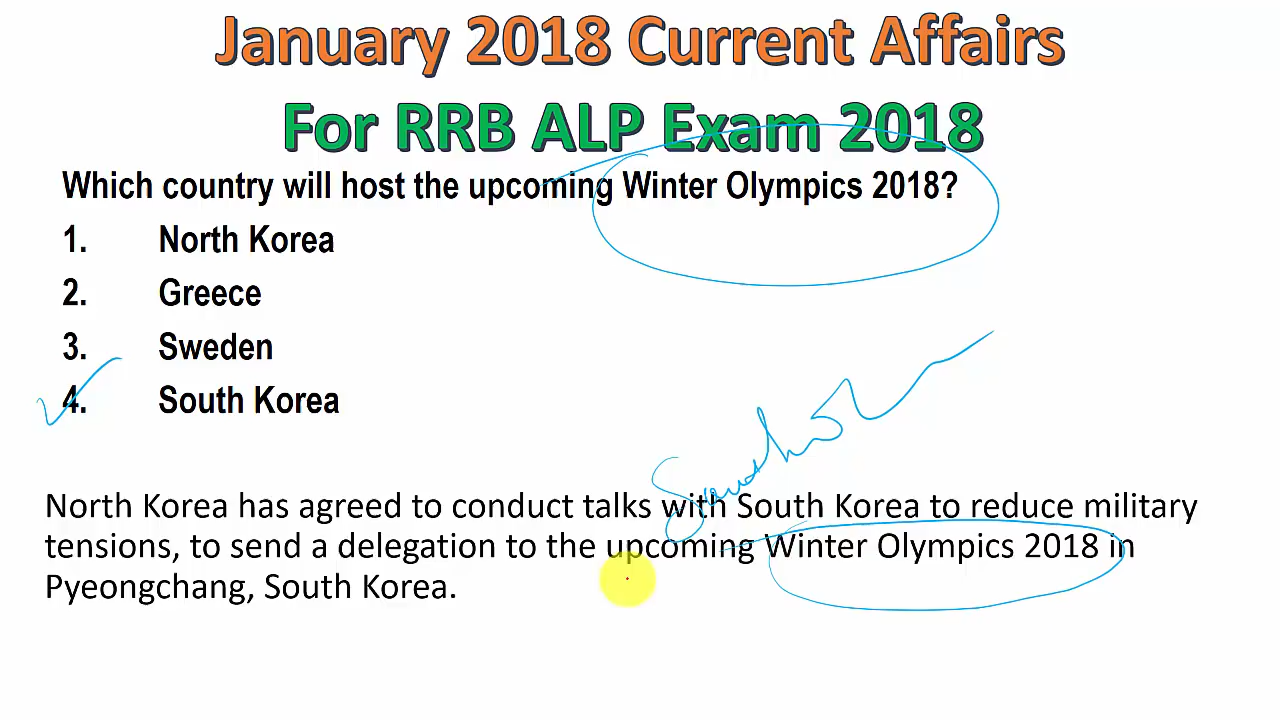 January 2018 Current Affairs
For RRB ALP Exam 2018
Which country will host the upcoming Winter Olympics 2018?
1. North Korea
2. Greece
3. Sweden
4. South Korea
South
North Korea has agreed to conduct talks with South Korea to reduce military
tensions, to send a delegation to the upcoming Winter Olympics 2018 in
Pyeongchang, South Korea.